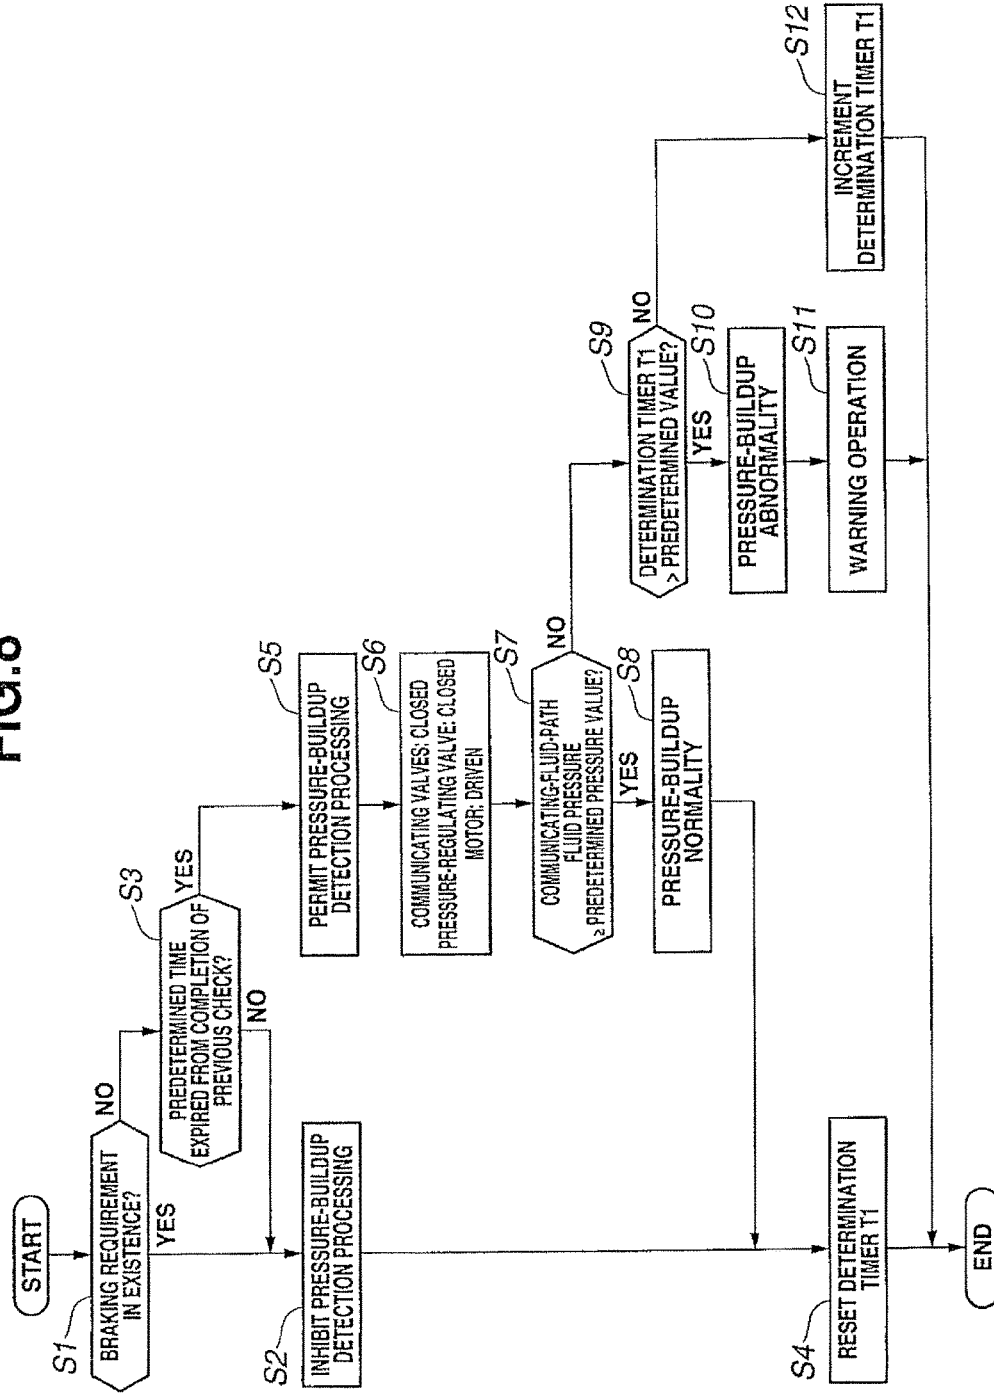 FIG.8
START
S1
BRAKING REQUIREMENT
IN EXISTENCE?
YES
NO
S2
INHIBIT PRESSURE-BUILDUP
DETECTION PROCESSING
S3
PREDETERMINED TIME
EXPIRED FROM COMPLETION OF
PREVIOUS CHECK?
YES
NO
S4
RESET DETERMINATION
TIMER T1
END
S5
PERMIT PRESSURE-BUILDUP
DETECTION PROCESSING
S6
COMMUNICATING VALVES: CLOSED
PRESSURE-REGULATING VALVE: CLOSED
MOTOR: DRIVEN
S7
COMMUNICATING-FLUID-PATH
FLUID PRESSURE
≥ PREDETERMINED PRESSURE VALUE?
NO
YES
S8
PRESSURE-BUILDUP
NORMALITY
S9
DETERMINATION TIMER T1
> PREDETERMINED VALUE?
NO
YES
S10
PRESSURE-BUILDUP
ABNORMALITY
S11
WARNING OPERATION
S12
INCREMENT
DETERMINATION TIMER T1